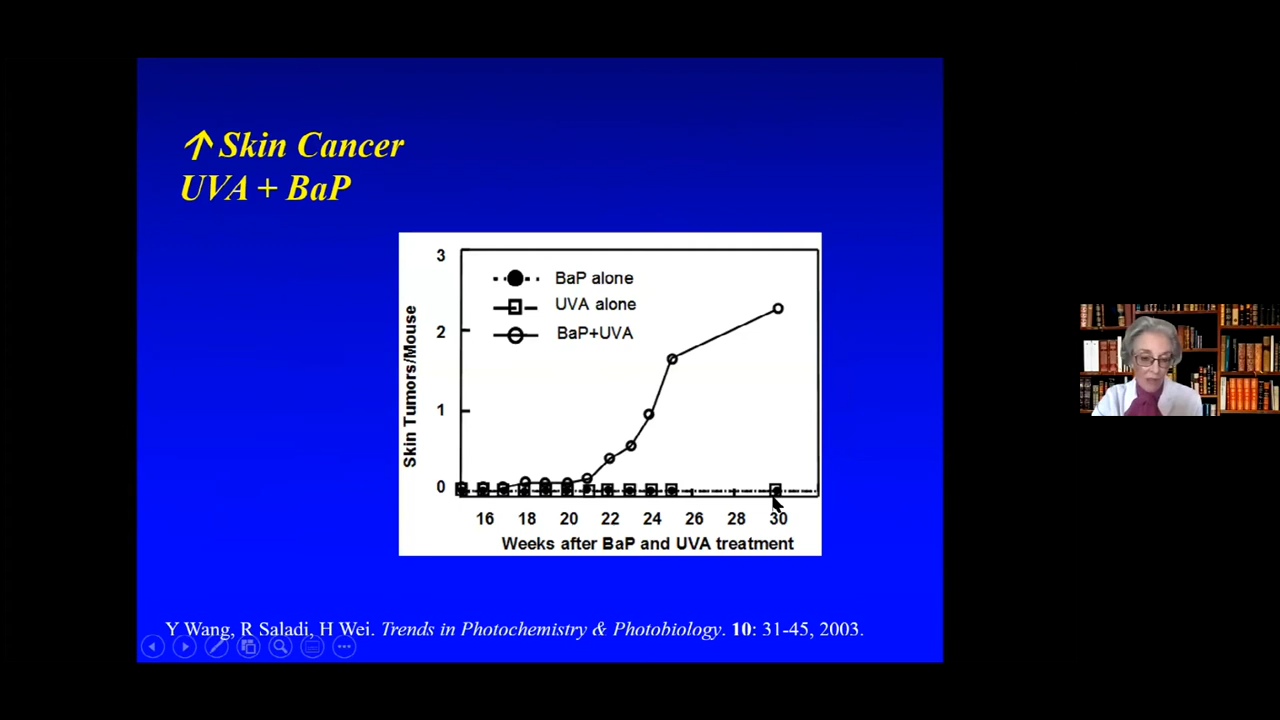 ↑ Skin Cancer
UVA + BaP
3
2
1
0
Skin Tumors/Mouse
BaP alone
UVA alone
BaP+UVA
16 18 20 22 24 26 28 30
Weeks after BaP and UVA treatment
Y Wang, R Saladi, H Wei. Trends in Photochemistry & Photobiology. 10: 31-45, 2003.